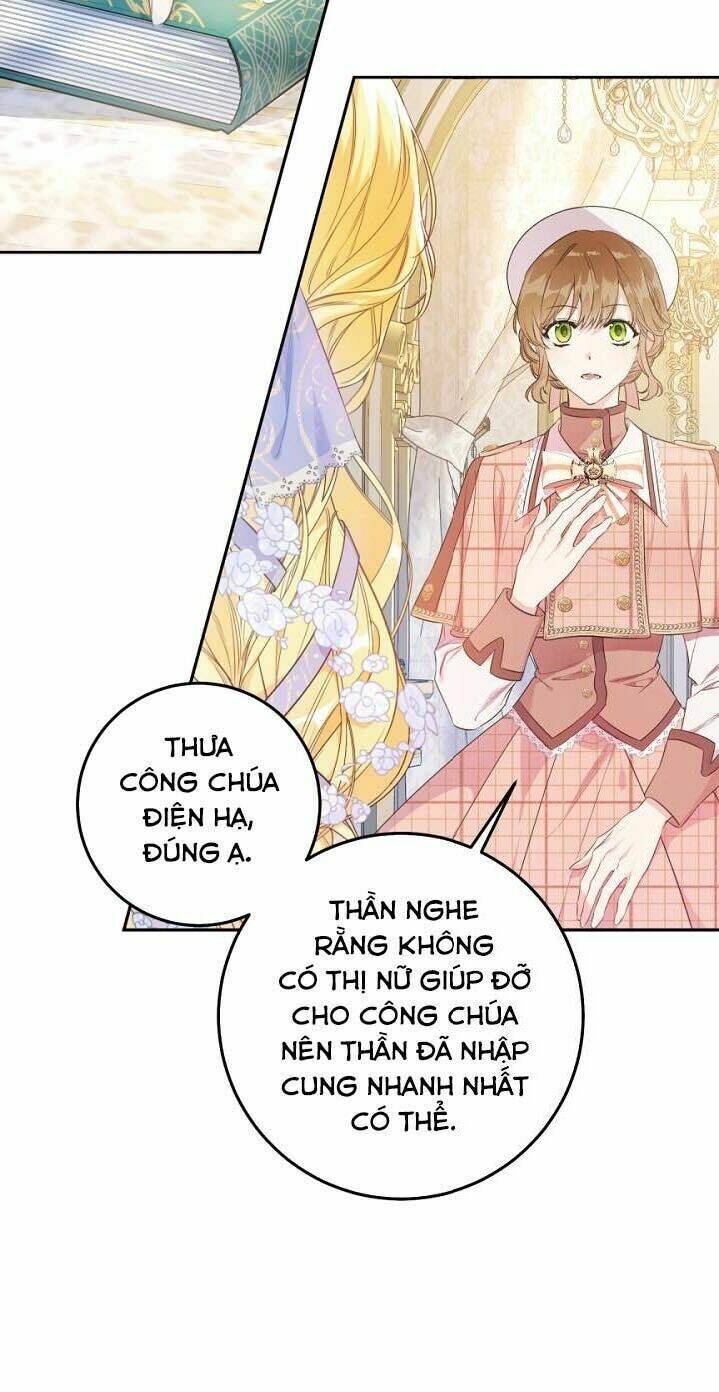 THƯA
CÔNG CHÚA
ĐIỆN HẠ,
ĐÚNG Ạ.
THẦN NGHE
RẰNG KHÔNG
CÓ THỊ NỮ GIÚP ĐỠ
CHO CÔNG CHÚA
NÊN THẦN ĐÃ NHẬP
CUNG NHANH NHẤT
CÓ THỂ.